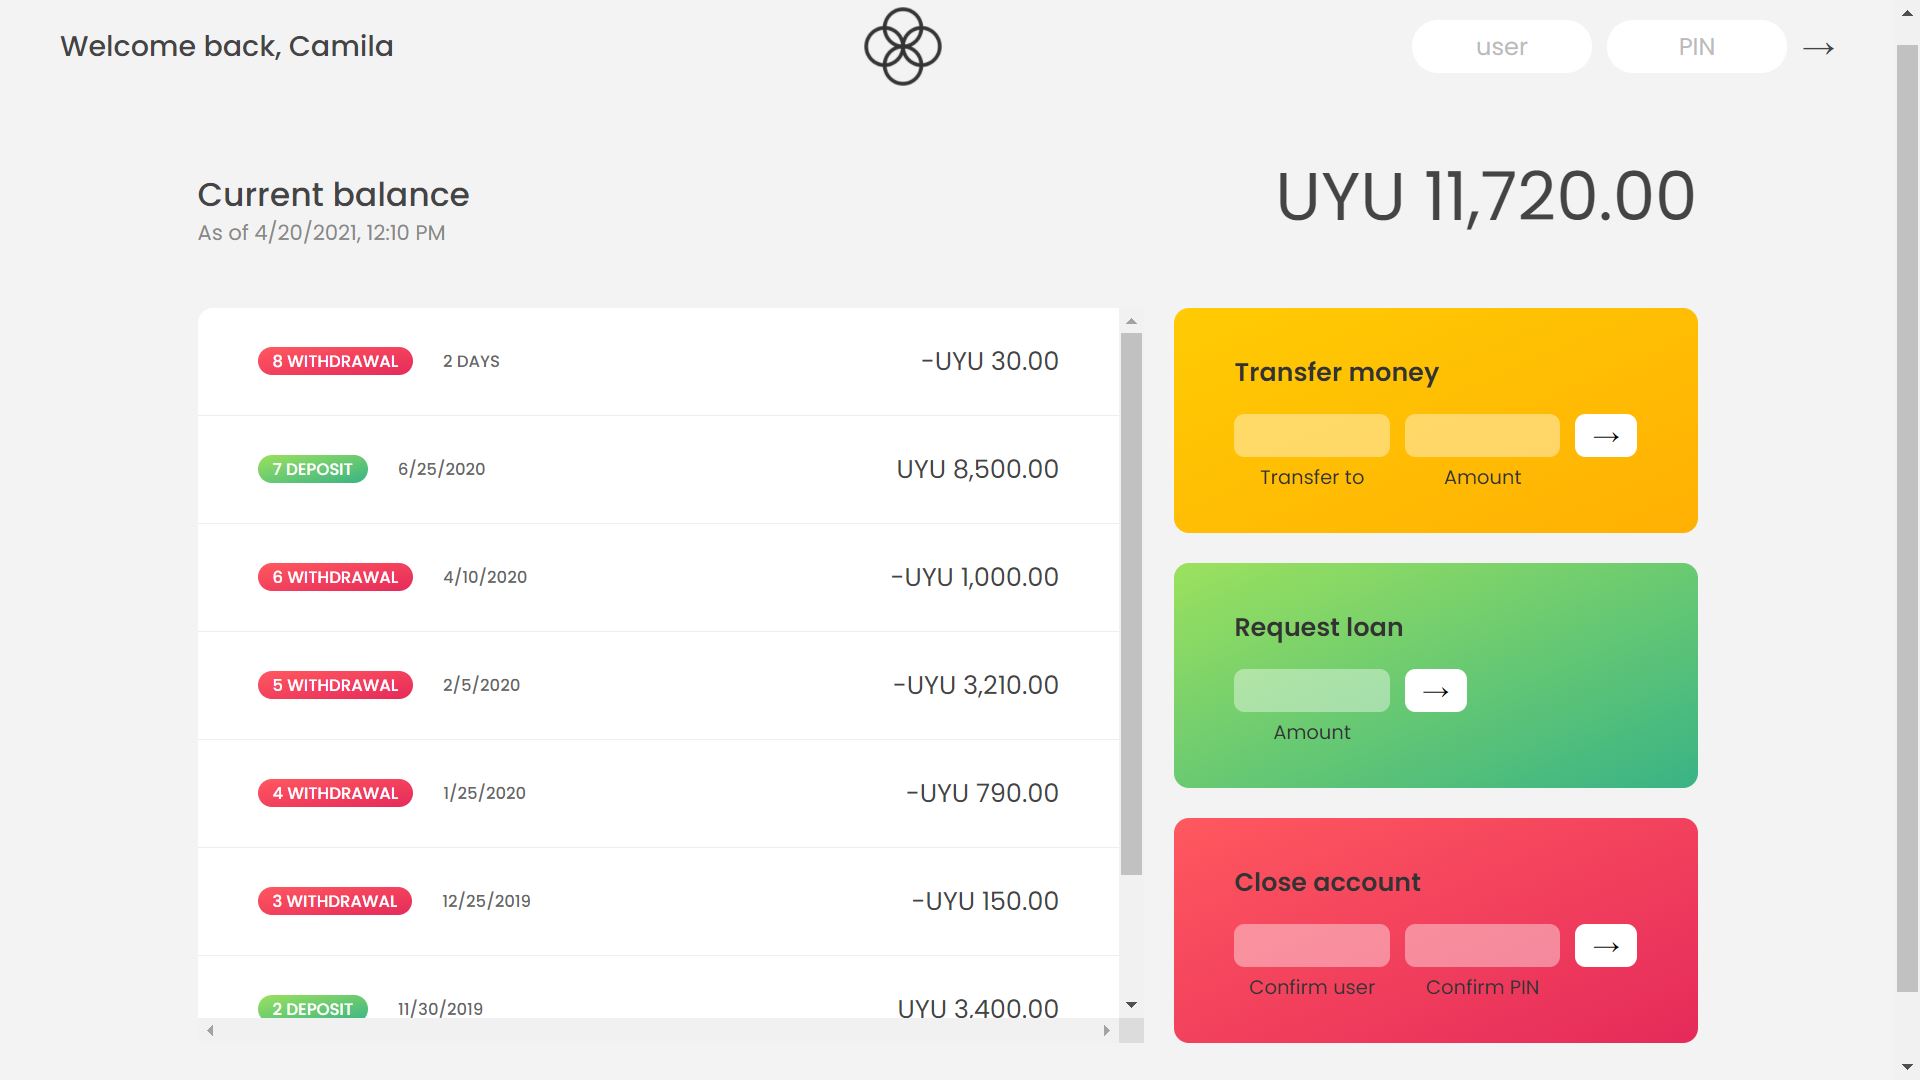 Welcome back, Camila
user
PIN
→
Current balance
As of 4/20/2021, 12:10 PM
UYU 11,720.00
8 WITHDRAWAL 2 DAYS -UYU 30.00
7 DEPOSIT 6/25/2020 UYU 8,500.00
6 WITHDRAWAL 4/10/2020 -UYU 1,000.00
5 WITHDRAWAL 2/5/2020 -UYU 3,210.00
4 WITHDRAWAL 1/25/2020 -UYU 790.00
3 WITHDRAWAL 12/25/2019 -UYU 150.00
2 DEPOSIT 11/30/2019 UYU 3,400.00
Transfer money
→
Transfer to Amount
Request loan
→
Amount
Close account
→
Confirm user Confirm PIN